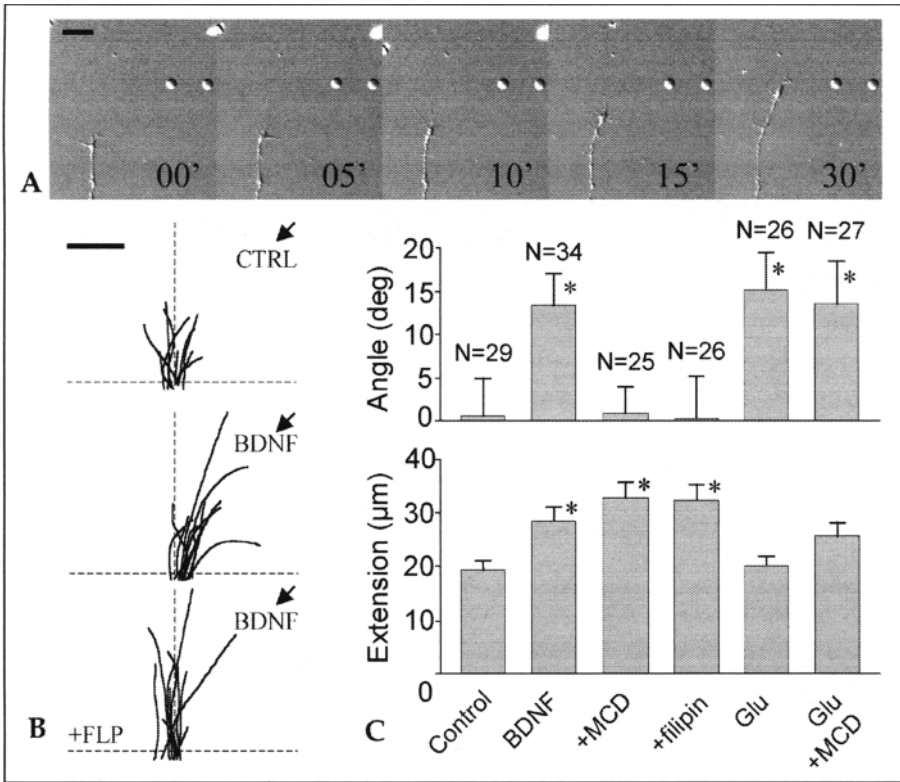 A
00'
05'
10'
15'
30'
CTRL
BDNF
BDNF
+FLP
B
N=29
N=34
N=25
N=26
N=26
N=27
*
*
*
Angle (deg)
20
15
10
5
0
*
*
*
Extension (µm)
40
30
20
10
0
C
Control
BDNF
+MCD
+filipin
Glu
Glu
+MCD